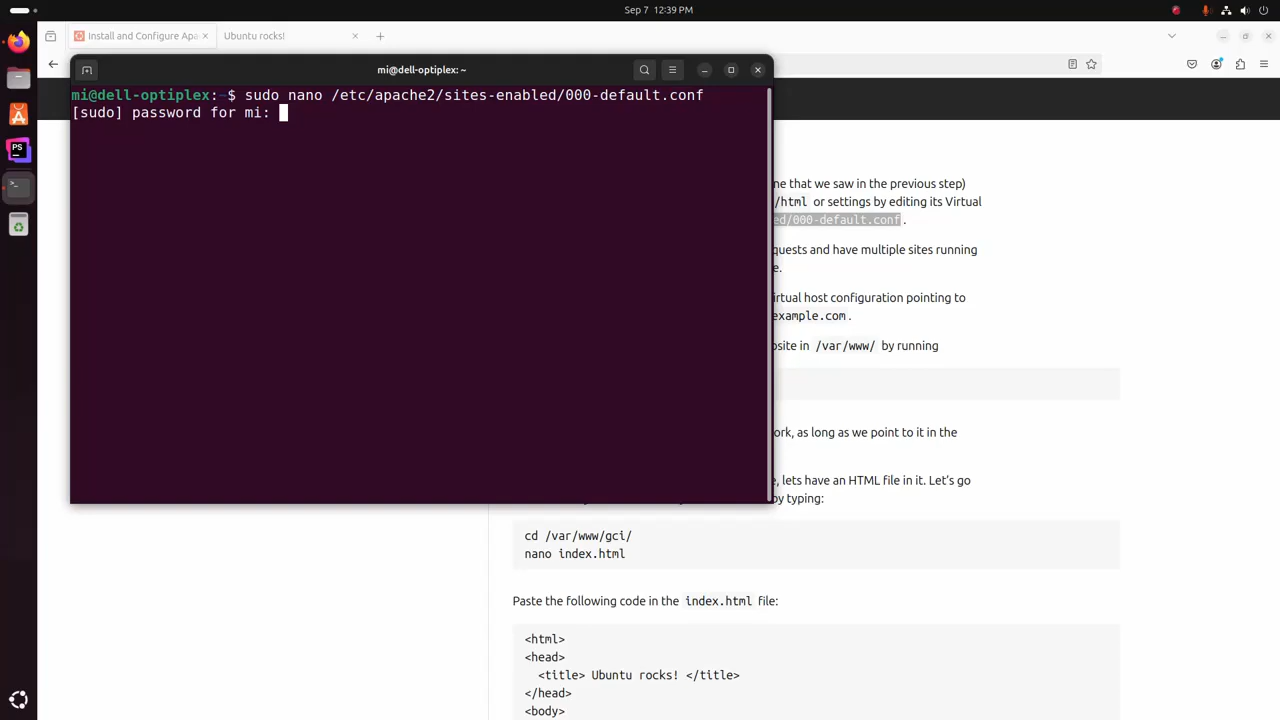 Sep 7 12:39 PM
Install and Configure Apa
Ubuntu rocks!
mi@dell-optiplex: ~
mi@dell-optiplex:~$ sudo nano /etc/apache2/sites-enabled/000-default.conf
[sudo] password for mi:
ne that we saw in the previous step)
/html or settings by editing its Virtual
ed/000-default.conf.
quests and have multiple sites running
e.
irtual host configuration pointing to
example.com.
bsite in /var/www/ by running
ork, as long as we point to it in the
, lets have an HTML file in it. Let's go
by typing:
cd /var/www/gci/
nano index.html
Paste the following code in the index.html file:
<html>
<head>
<title> Ubuntu rocks! </title>
</head>
<body>